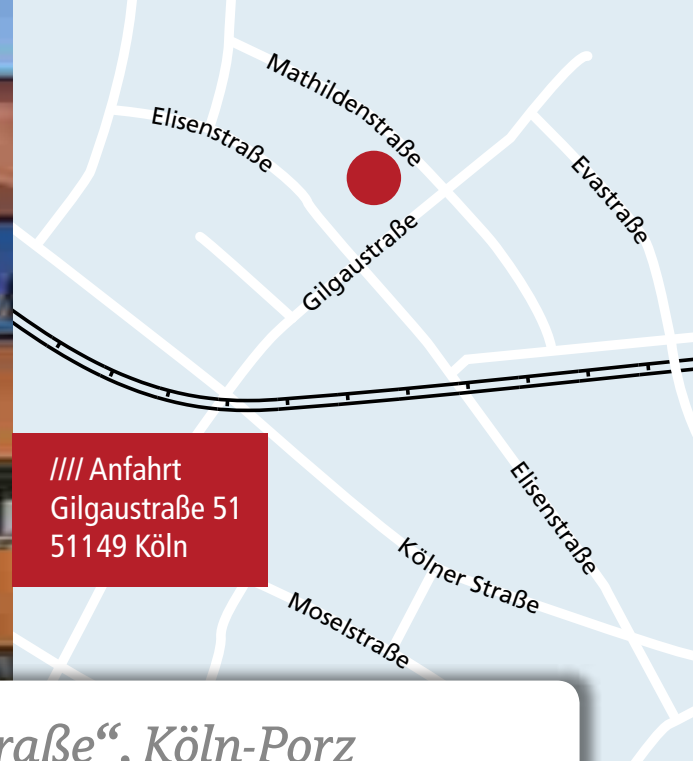 Mathildenstraße
Elisenstraße
Evastraße
Gilgaustraße
//// Anfahrt
Gilgaustraße 51
51149 Köln
Elisenstraße
Kölner Straße
Moselstraße
raße“, Köln-Porz